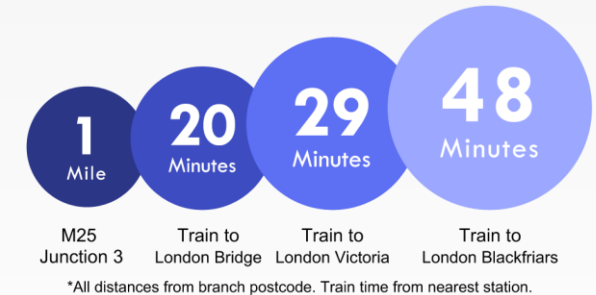 1
Mile
20
Minutes
29
Minutes
48
Minutes
M25
Junction 3
Train to
London Bridge
Train to
London Victoria
Train to
London Blackfriars
*All distances from branch postcode. Train time from nearest station.